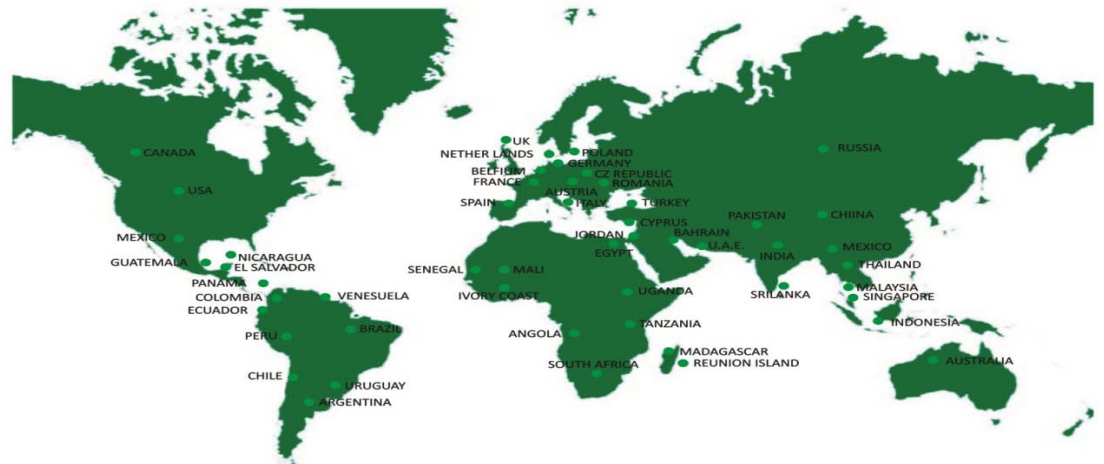 CANADA
USA
MEXICO
NICARAGUA
GUATEMALA
EL SALVADOR
PANAMA
COLOMBIA
VENESUELA
ECUADOR
PERU
BRAZIL
CHILE
URUGUAY
ARGENTINA
UK
NETHER LANDS
POLAND
GERMANY
BELFIUM
CZ REPUBLIC
FRANCE
ROMANIA
AUSTRIA
SPAIN
ITALY
TURKEY
CYPRUS
JORDAN
BAHRAIN
EGYPT
U.A.E.
SENEGAL
MALI
IVORY COAST
UGANDA
ANGOLA
TANZANIA
SOUTH AFRICA
MADAGASCAR
REUNION ISLAND
RUSSIA
PAKISTAN
CHIINA
INDIA
MEXICO
THAILAND
SRILANKA
MALAYSIA
SINGAPORE
INDONESIA
AUSTRALIA